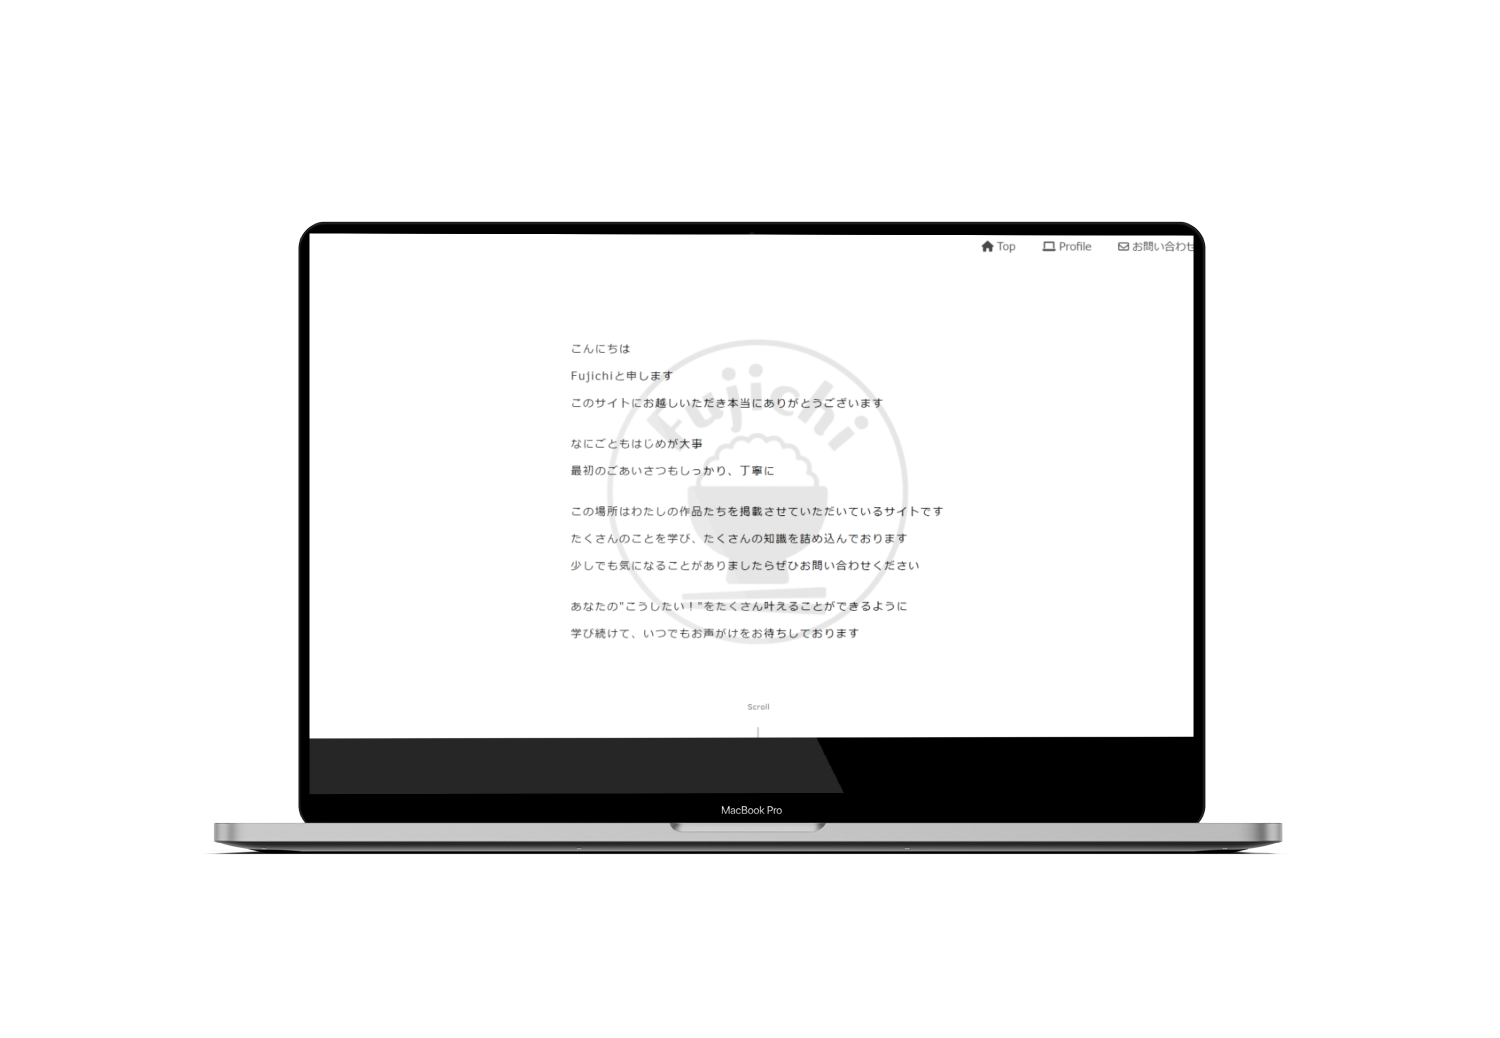 Top Profile お問い合わせ
こんにちは
Fujichiと申します
このサイトにお越しいただき本当にありがとうございます
なにごともはじめが大事
最初のごあいさつもしっかり、丁寧に
この場所はわたしの作品たちを掲載させていただいているサイトです
たくさんのことを学び、たくさんの知識を詰め込んでおります
少しでも気になることがありましたらぜひお問い合わせください
あなたの"こうしたい！"をたくさん叶えることができるように
学び続けて、いつでもお声がけをお待ちしております
Fujichi
Scroll
MacBook Pro